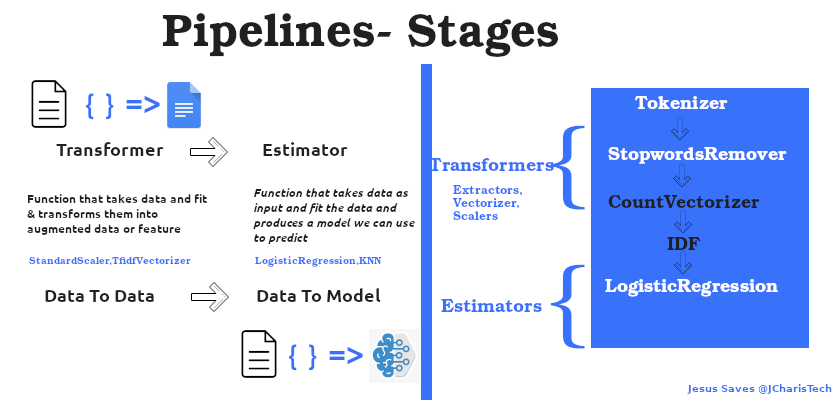 Pipelines- Stages
{ } =>
Transformer
Estimator
Function that takes data and fit
& transforms them into
augmented data or feature
Function that takes data as
input and fit the data and
produces a model we can use
to predict
StandardScaler,TfidfVectorizer
LogisticRegression,KNN
Data To Data
Data To Model
{ } =>
Transformers
Extractors,
Vectorizer,
Scalers
{
Estimators
{
Tokenizer
StopwordsRemover
CountVectorizer
IDF
LogisticRegression
Jesus Saves @JCharisTech